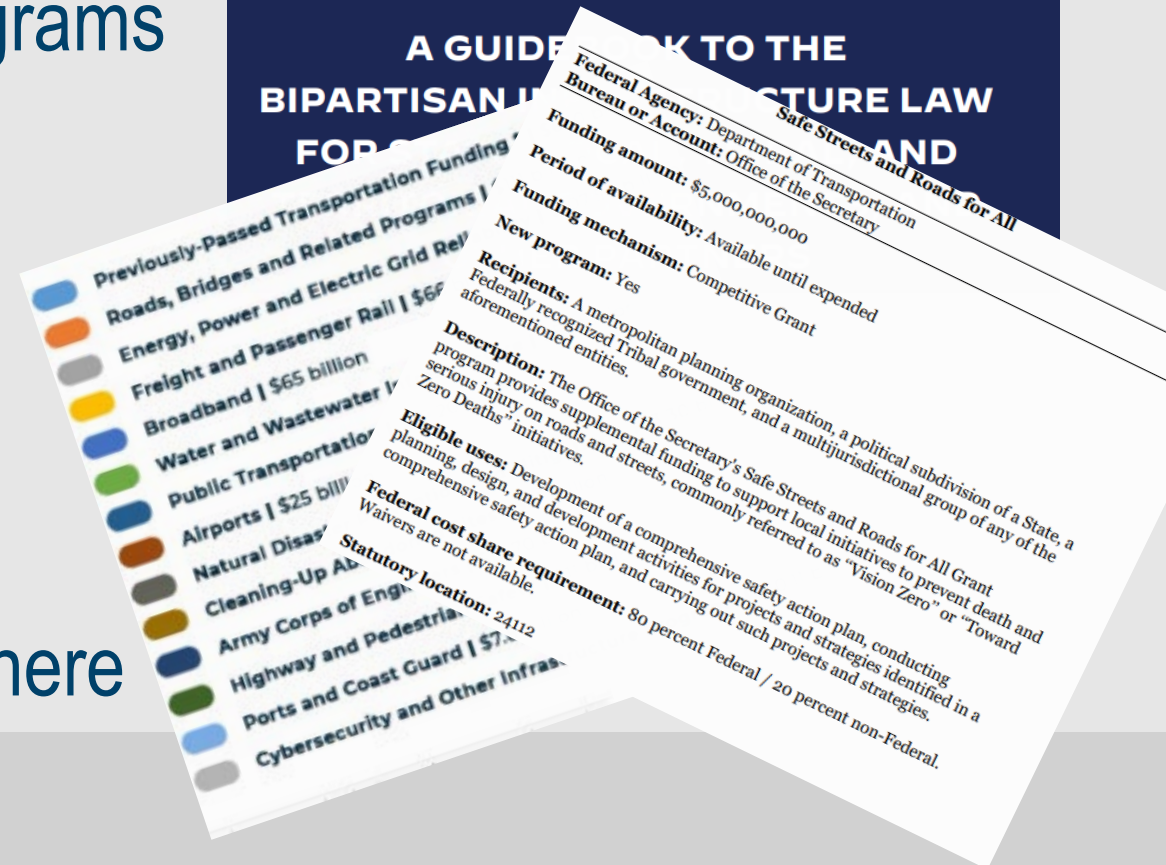 grams
A GUIDE K TO THE
BIPARTISAN I UCTURE LAW
FOR AND
Previously-Passed Transportation Funding
Roads, Bridges and Related Programs |
Energy, Power and Electric Grid
Freight and Passenger Rail |
Broadband | $65 billion
Water and Wastewater
Public
Airports | $25
Natural
Cleaning-Up
Army Corps of
Highway and
Ports and Coast Guard |
Cybersecurity and Other
Safe Streets and Roads for All
Federal Agency: Department of Transportation
Bureau or Account: Office of the Secretary
Funding amount: $5,000,000,000
Period of availability: Available until expended
Funding mechanism: Competitive Grant
New program: Yes
Recipients: A metropolitan planning organization, a political subdivision of a State, a
Federally recognized Tribal government, and a multijurisdictional group of any of the
aforementioned entities.
Description: The Office of the Secretary's Safe Streets and Roads for All Grant
program provides supplemental funding to support local initiatives to prevent death and
serious injury on roads and streets, commonly referred to as “Vision Zero” or “Toward
Zero Deaths” initiatives.
Eligible uses: Development of a comprehensive safety action plan, conducting
planning, design, and development activities for projects and strategies identified in a
comprehensive safety action plan, and carrying out such projects and strategies.
Federal cost share requirement: 80 percent Federal / 20 percent non-Federal.
Waivers are not available.
Statutory location: 24112
here